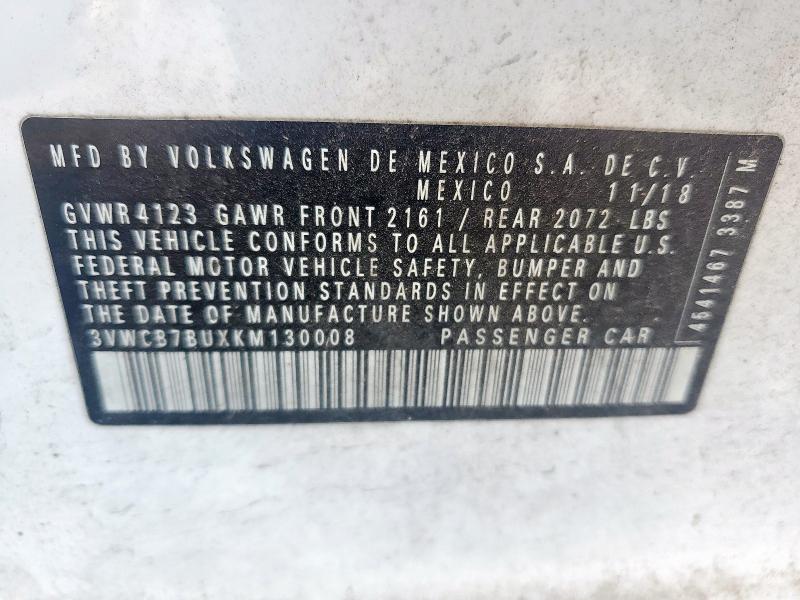 MFD BY VOLKSWAGEN DE MEXICO S.A. DE C.V.
MEXICO 11/18
GVWR 4123 GAWR FRONT 2161 / REAR 2072 LBS
THIS VEHICLE CONFORMS TO ALL APPLICABLE U.S.
FEDERAL MOTOR VEHICLE SAFETY, BUMPER AND
THEFT PREVENTION STANDARDS IN EFFECT ON
THE DATE OF MANUFACTURE SHOWN ABOVE.
3VWCB7BUXKM130008 PASSENGER CAR
4541467 3387 M